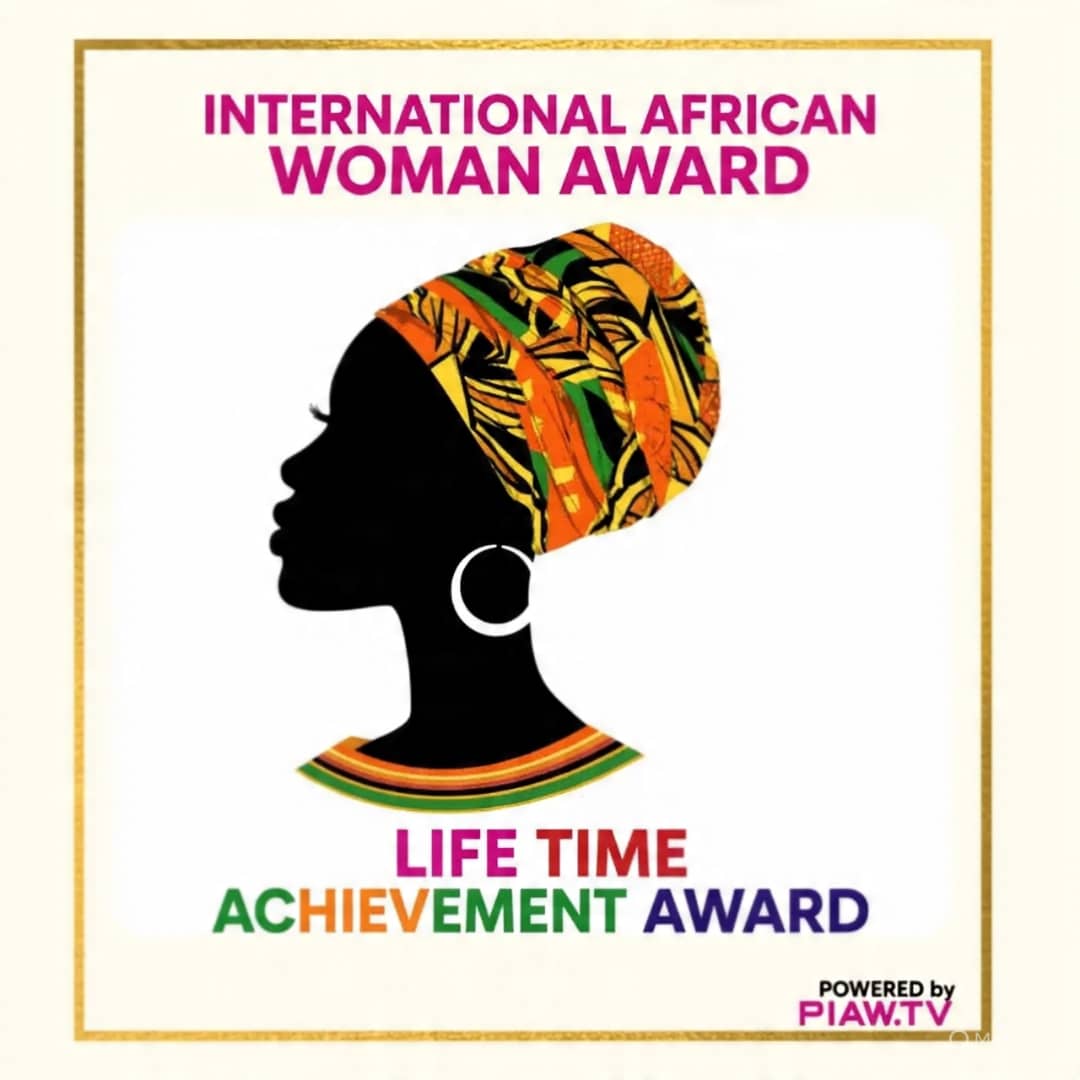 INTERNATIONAL AFRICAN
WOMAN AWARD
LIFE TIME
ACHIEVEMENT AWARD
POWERED by
PIAW.TV